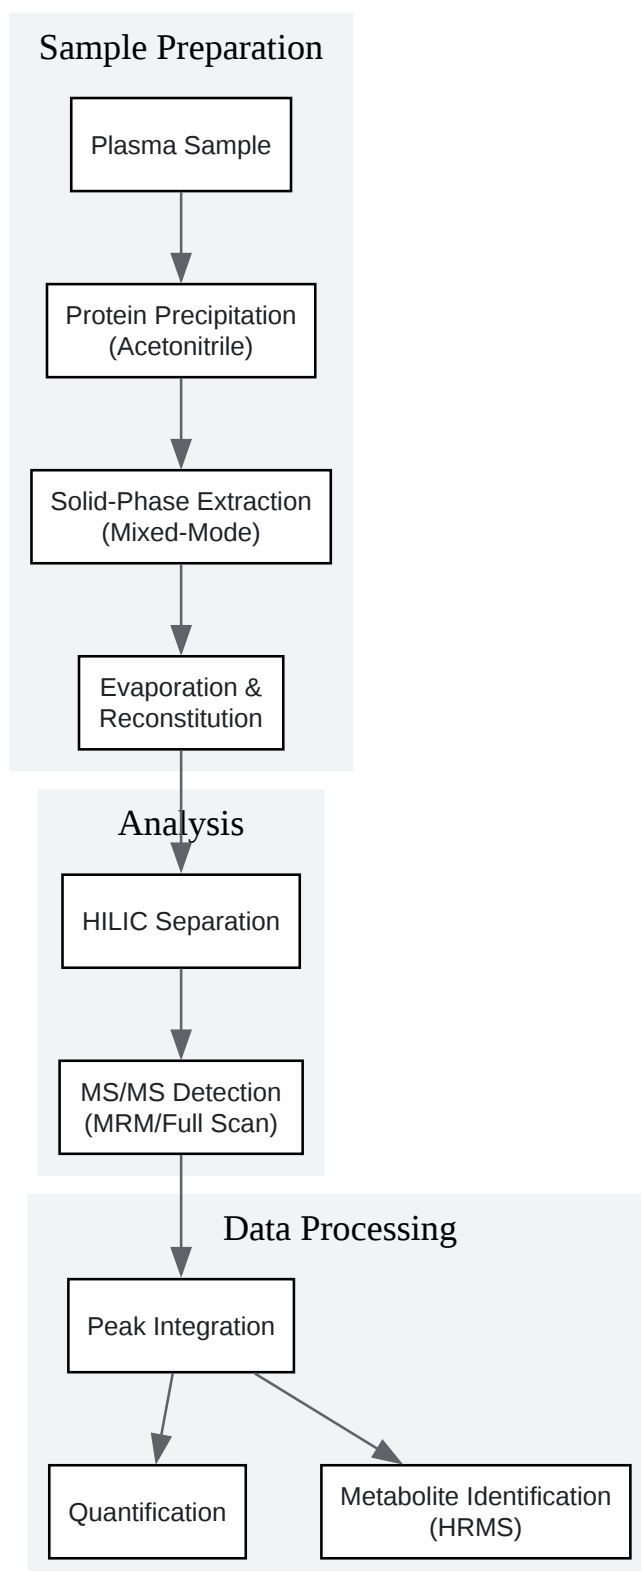 Sample Preparation
Plasma Sample
Protein Precipitation
(Acetonitrile)
Solid-Phase Extraction
(Mixed-Mode)
Evaporation &
Reconstitution
Analysis
HILIC Separation
MS/MS Detection
(MRM/Full Scan)
Data Processing
Peak Integration
Quantification
Metabolite Identification
(HRMS)